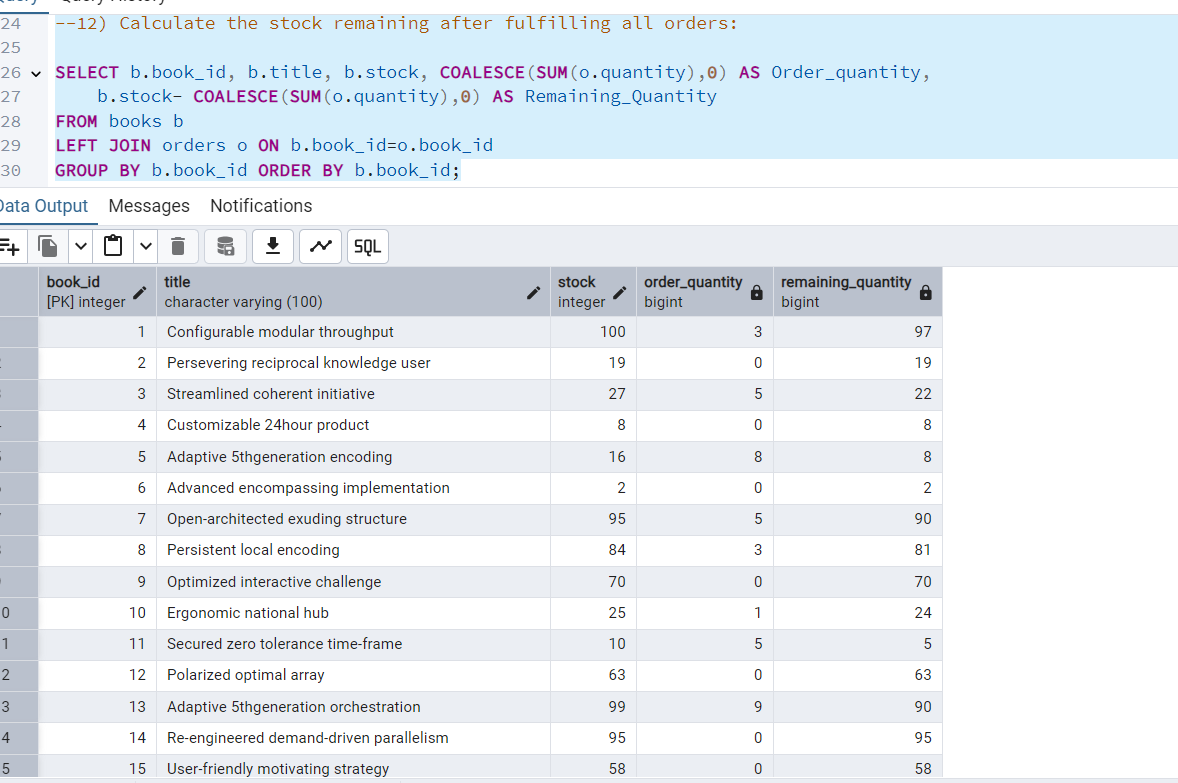 24 --12) Calculate the stock remaining after fulfilling all orders:
25
26 SELECT b.book_id, b.title, b.stock, COALESCE(SUM(o.quantity),0) AS Order_quantity,
27 b.stock- COALESCE(SUM(o.quantity),0) AS Remaining_Quantity
28 FROM books b
29 LEFT JOIN orders o ON b.book_id=o.book_id
30 GROUP BY b.book_id ORDER BY b.book_id;
Data Output Messages Notifications
SQL
book_id title stock order_quantity remaining_quantity
[PK] integer character varying (100) integer bigint bigint
1 Configurable modular throughput 100 3 97
2 Persevering reciprocal knowledge user 19 0 19
3 Streamlined coherent initiative 27 5 22
4 Customizable 24hour product 8 0 8
5 Adaptive 5thgeneration encoding 16 8 8
6 Advanced encompassing implementation 2 0 2
7 Open-architected exuding structure 95 5 90
8 Persistent local encoding 84 3 81
9 Optimized interactive challenge 70 0 70
0 10 Ergonomic national hub 25 1 24
1 11 Secured zero tolerance time-frame 10 5 5
2 12 Polarized optimal array 63 0 63
3 13 Adaptive 5thgeneration orchestration 99 9 90
4 14 Re-engineered demand-driven parallelism 95 0 95
5 15 User-friendly motivating strategy 58 0 58